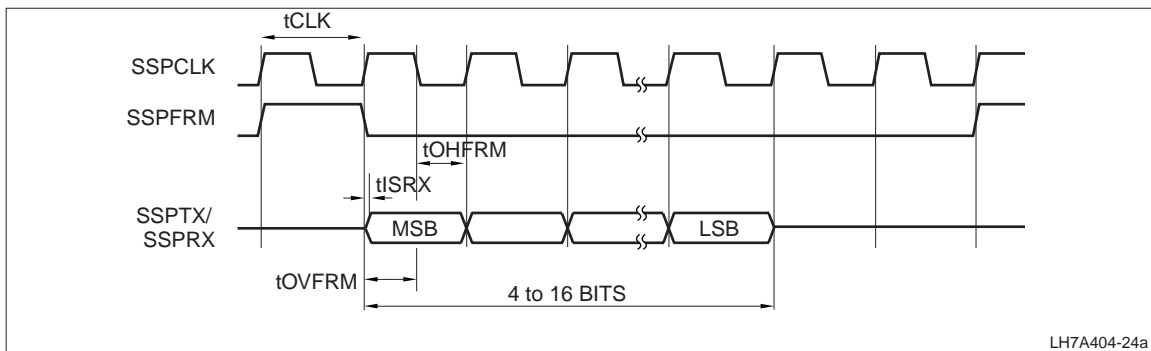 tCLK
SSPCLK
SSPFRM
tOHFRM
tISRX
SSPTX/
SSPRX
MSB
LSB
tOVFRM
4 to 16 BITS
LH7A404-24a